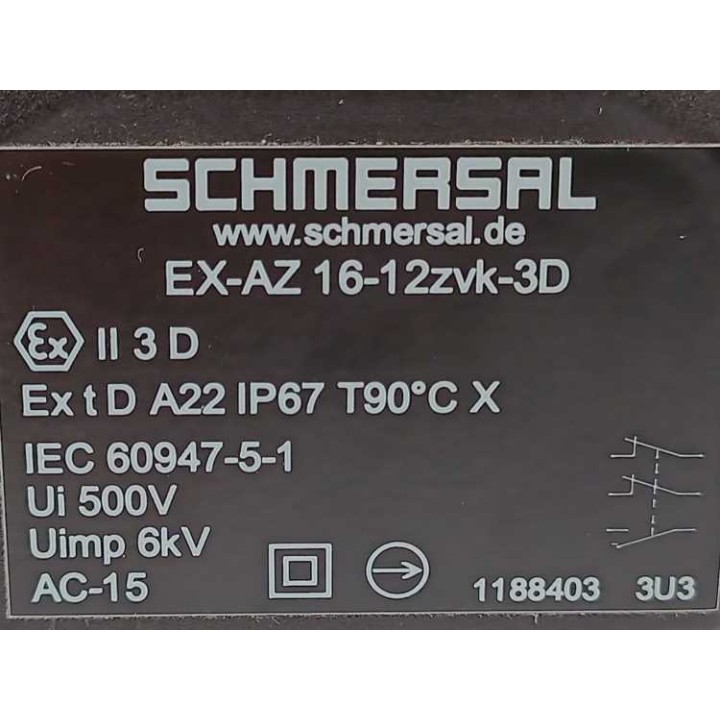 SCHMERSAL
www.schmersal.de
EX-AZ 16-12zvk-3D
Ex II 3 D
Ex t D A22 IP67 T90°C X
IEC 60947-5-1
Ui 500V
Uimp 6kV
AC-15
1188403 3U3